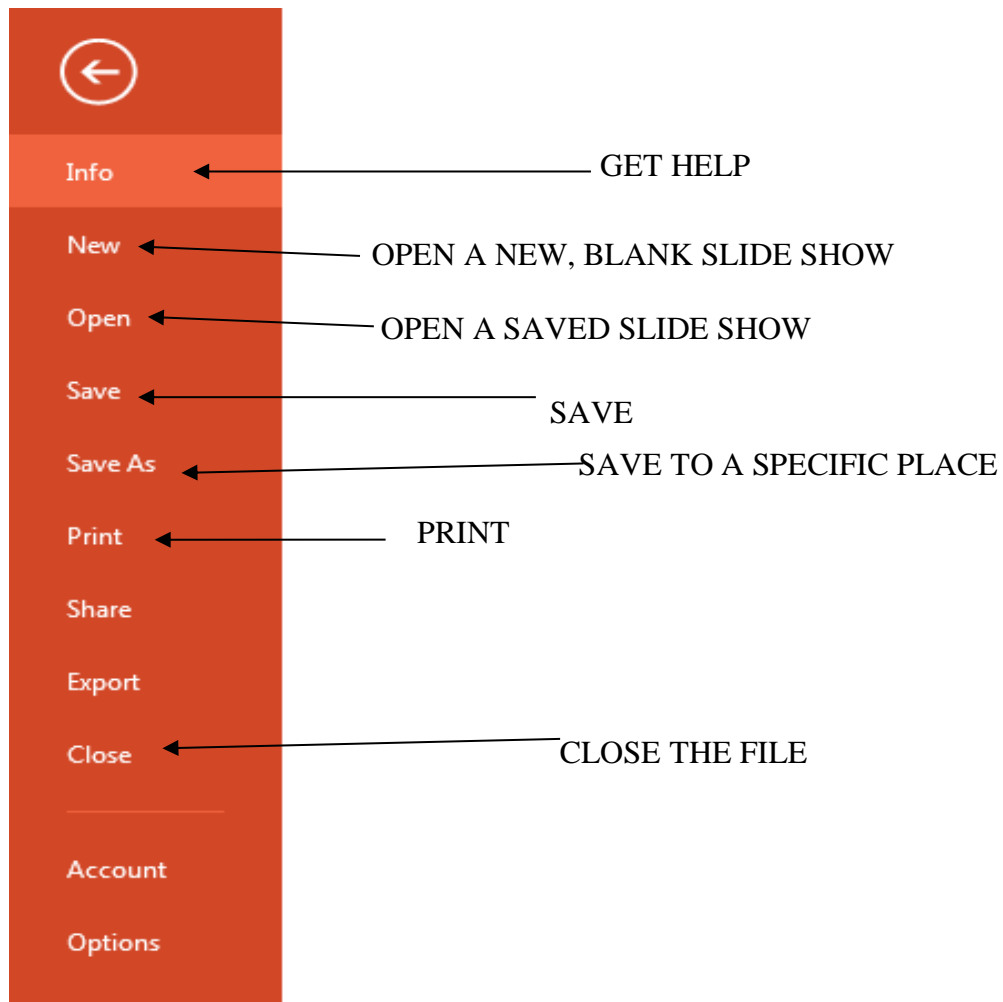 Info GET HELP
New OPEN A NEW, BLANK SLIDE SHOW
Open OPEN A SAVED SLIDE SHOW
Save SAVE
Save As SAVE TO A SPECIFIC PLACE
Print PRINT
Share
Export
Close CLOSE THE FILE
Account
Options